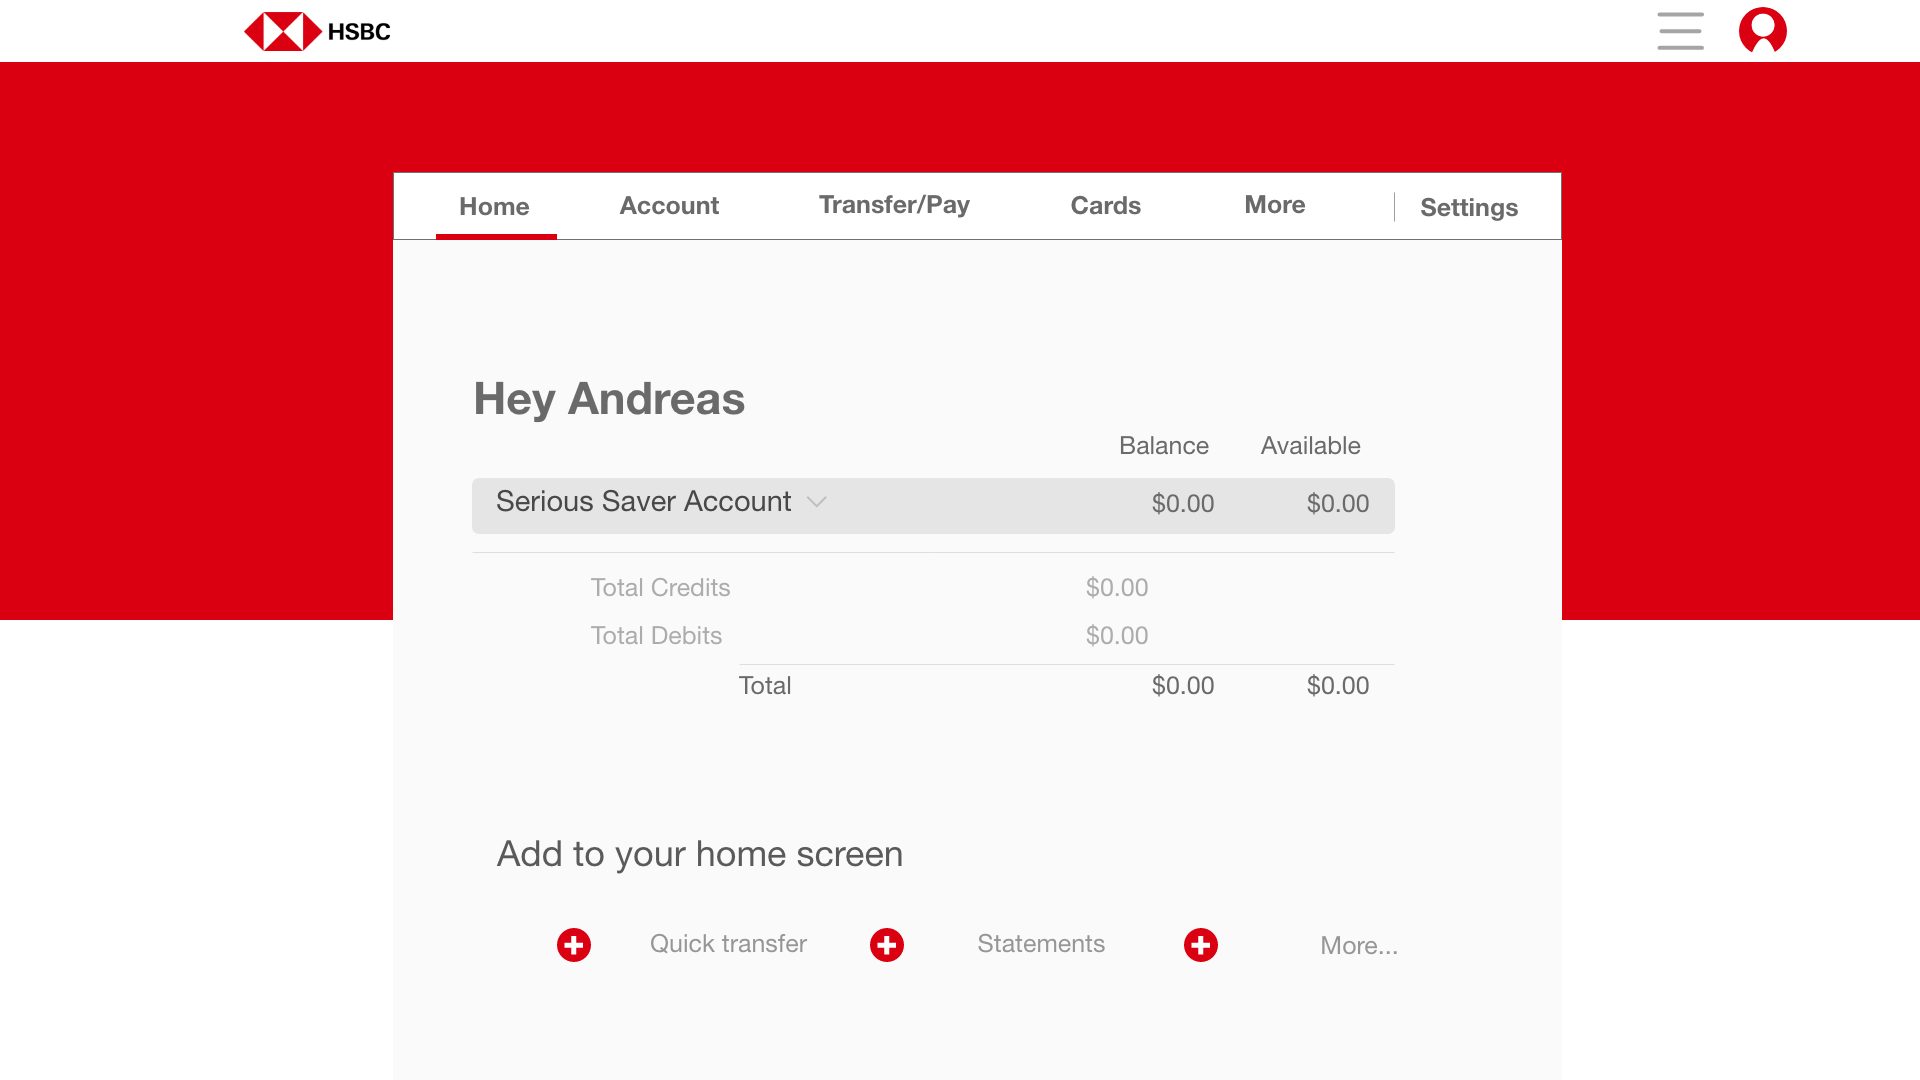 HSBC
Home Account Transfer/Pay Cards More Settings
Hey Andreas
Balance Available
Serious Saver Account $0.00 $0.00
Total Credits $0.00
Total Debits $0.00
Total $0.00 $0.00
Add to your home screen
Quick transfer Statements More...